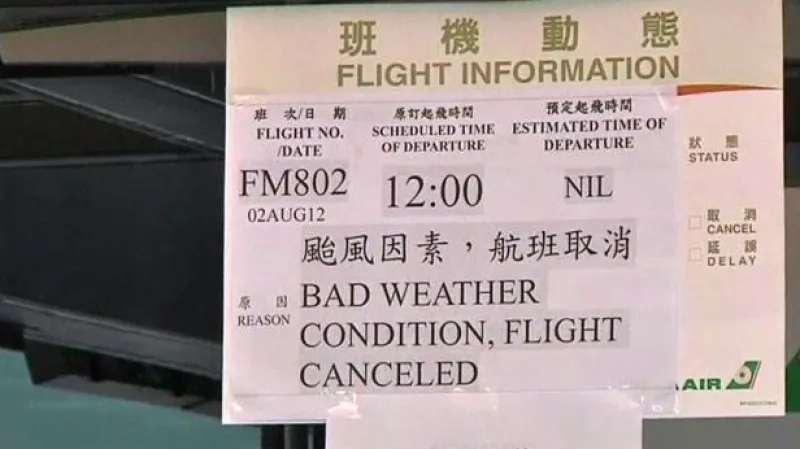 班機動態
FLIGHT INFORMATION
班次/日期
FLIGHT NO.
/DATE
原訂起飛時間
SCHEDULED TIME
OF DEPARTURE
預定起飛時間
ESTIMATED TIME OF
DEPARTURE
狀態
STATUS
FM802
02AUG12
12:00
NIL
取消
CANCEL
延誤
DELAY
颱風因素，航班取消
原因
REASON
BAD WEATHER
CONDITION, FLIGHT
CANCELED
AIR